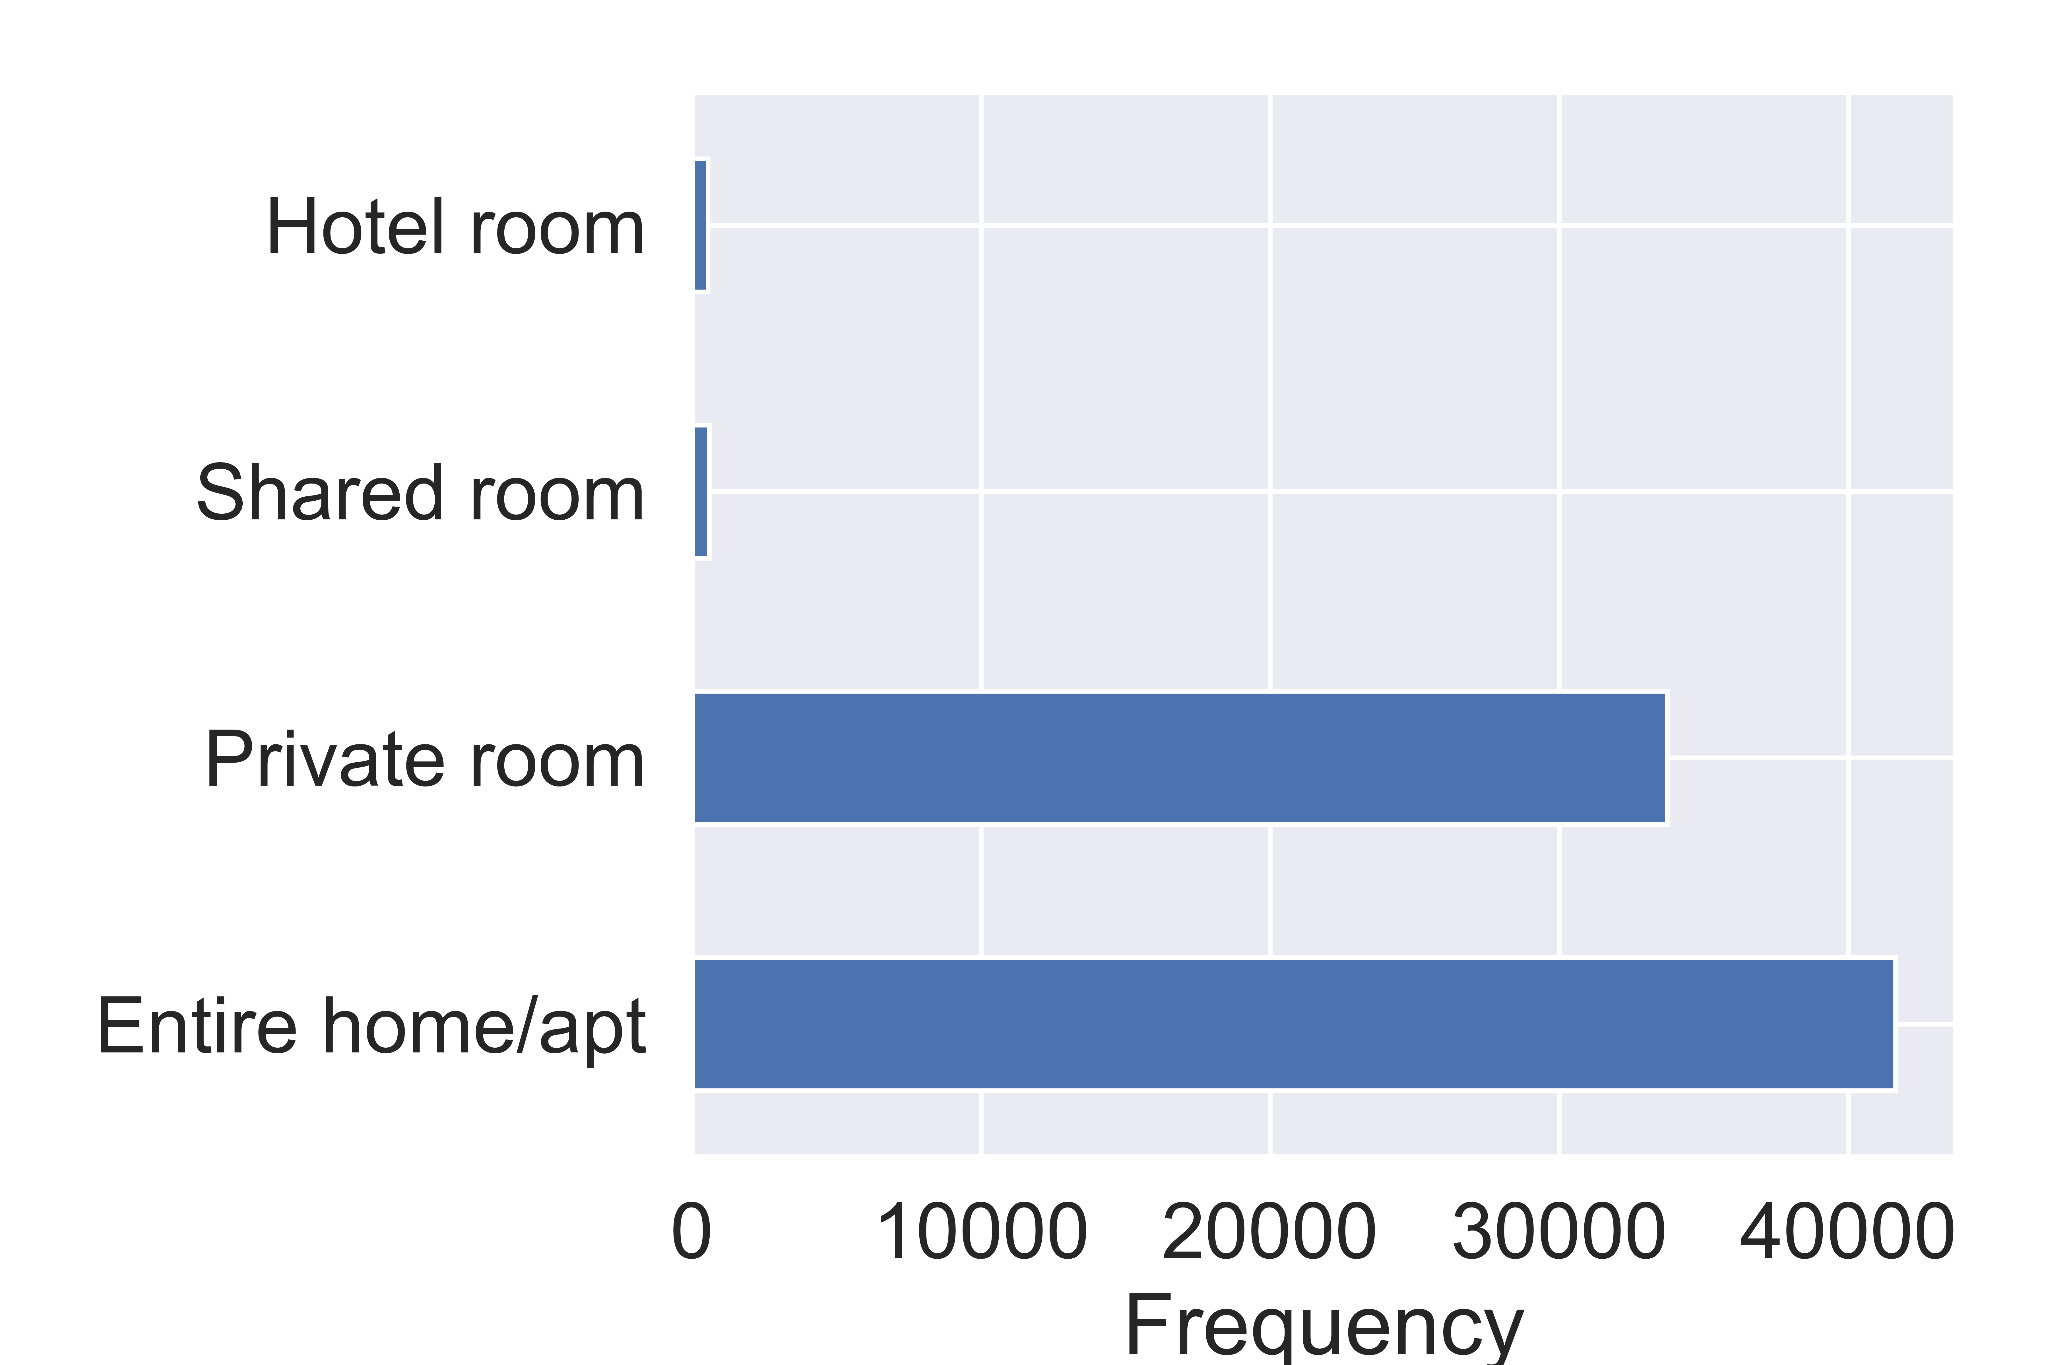 Hotel room
Shared room
Private room
Entire home/apt
0 10000 20000 30000 40000
Frequency